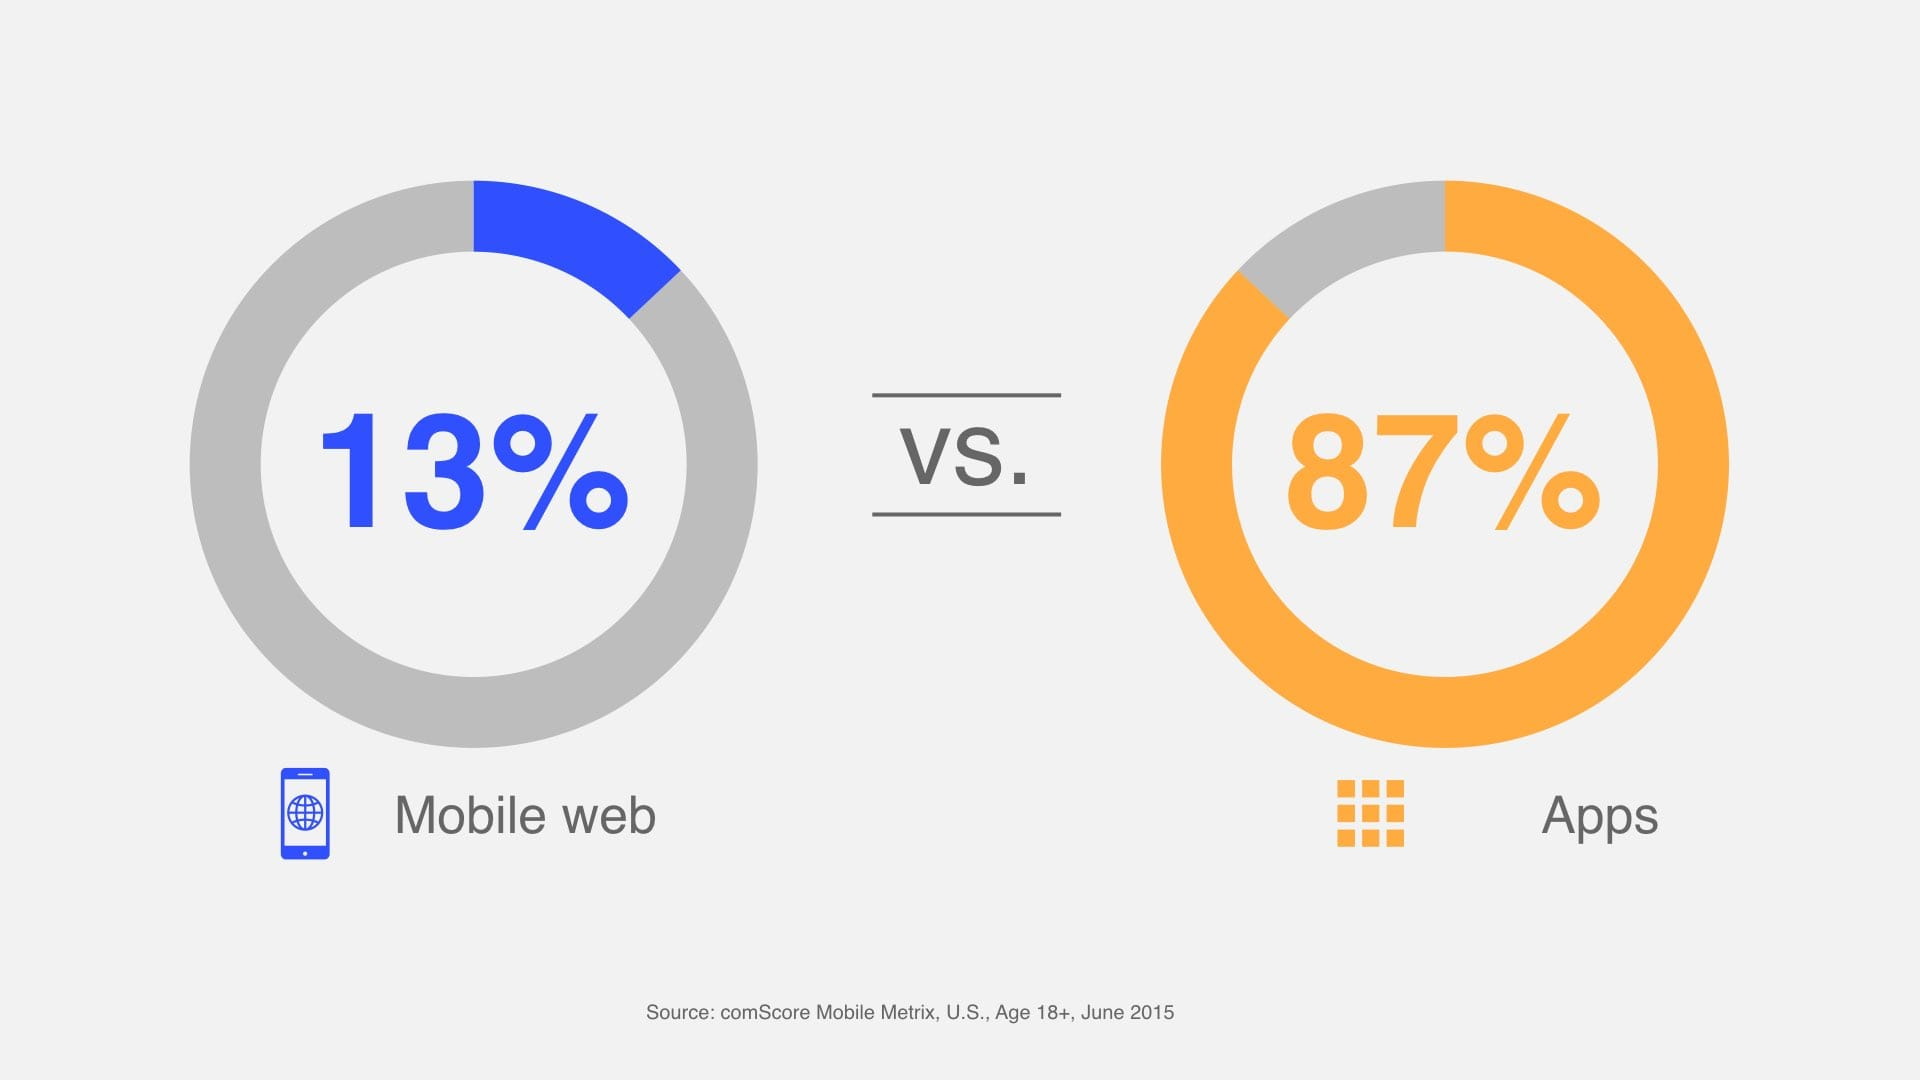 13%
vs.
87%
Mobile web
Apps
Source: comScore Mobile Metrix, U.S., Age 18+, June 2015